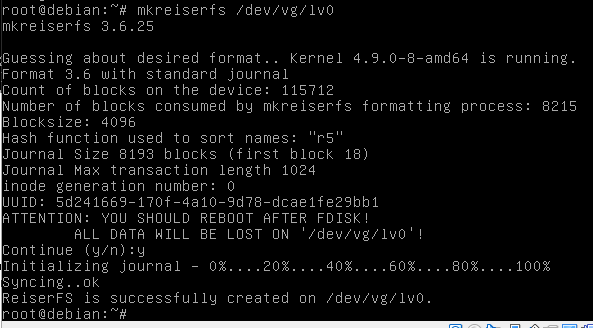 root@debian:~# mkreiserfs /dev/vg/lv0
mkreiserfs 3.6.25
Guessing about desired format.. Kernel 4.9.0-8-amd64 is running.
Format 3.6 with standard journal
Count of blocks on the device: 115712
Number of blocks consumed by mkreiserfs formatting process: 8215
Blocksize: 4096
Hash function used to sort names: "r5"
Journal Size 8193 blocks (first block 18)
Journal Max transaction length 1024
inode generation number: 0
UUID: 5d241669-170f-4a10-9d78-dcae1fe29bb1
ATTENTION: YOU SHOULD REBOOT AFTER FDISK!
ALL DATA WILL BE LOST ON '/dev/vg/lv0'!
Continue (y/n):y
Initializing journal - 0%....20%....40%....60%....80%....100%
Syncing..ok
ReiserFS is successfully created on /dev/vg/lv0.
root@debian:~#